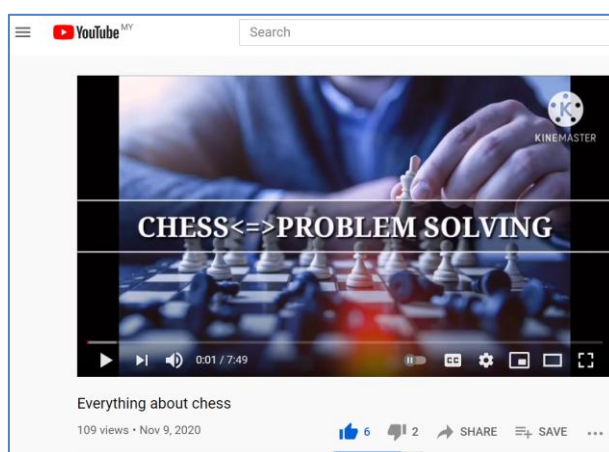 YouTube MY
Search
K
KINEMASTER
CHESS<=>PROBLEM SOLVING
0:01 / 7:49
CC
Everything about chess
109 views • Nov 9, 2020
6
2
SHARE
SAVE